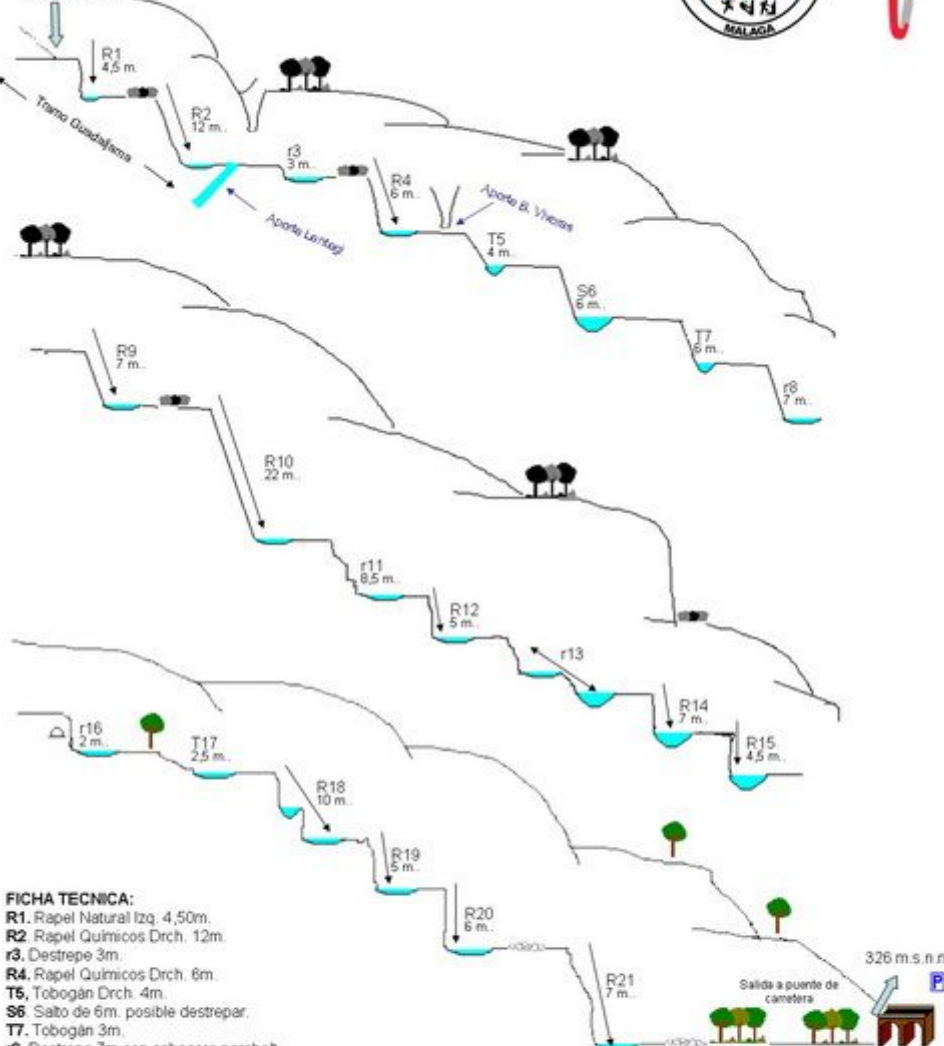 MALAGA
R1
4,5 m..
Tramo Guadaljama
R2
12 m..
r3
3 m..
R4
6 m..
Aporte Lentegí
Aporte B. Viveros
T5
4 m..
S6
6 m..
T7
6 m..
r8
7 m..
R9
7 m..
R10
22 m..
r11
8,5 m..
R12
5 m..
r13
R14
7 m..
R15
4,5 m..
r16
2 m..
T17
2,5 m..
R18
10 m..
R19
5 m..
R20
6 m..
R21
7 m..
326 m.s.n.m
P
Salida a puente de
carretera
FICHA TECNICA:
R1. Rapel Natural Izq. 4,50m.
R2. Rapel Químicos Drch. 12m.
r3. Destrepe 3m.
R4. Rapel Químicos Drch. 6m.
T5, Tobogán Drch. 4m.
S6. Salto de 6m. posible destrepar.
T7. Tobogán 3m.